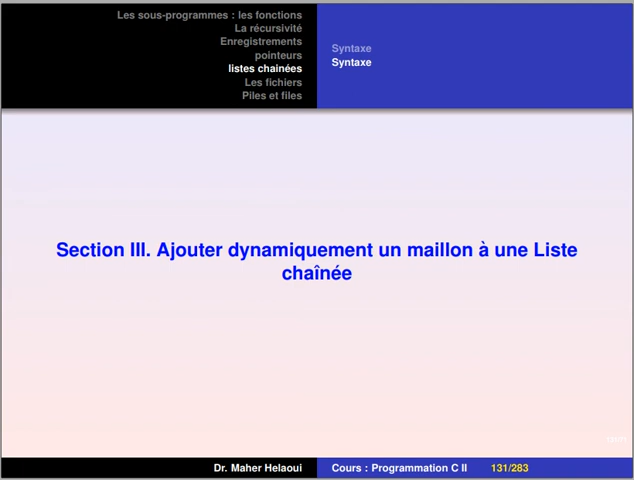 Les sous-programmes : les fonctions
La récursivité
Enregistrements
pointeurs
listes chainées
Les fichiers
Piles et files
Syntaxe
Syntaxe
Section III. Ajouter dynamiquement un maillon à une Liste
chaînée
Dr. Maher Helaoui
Cours : Programmation C II 131/283